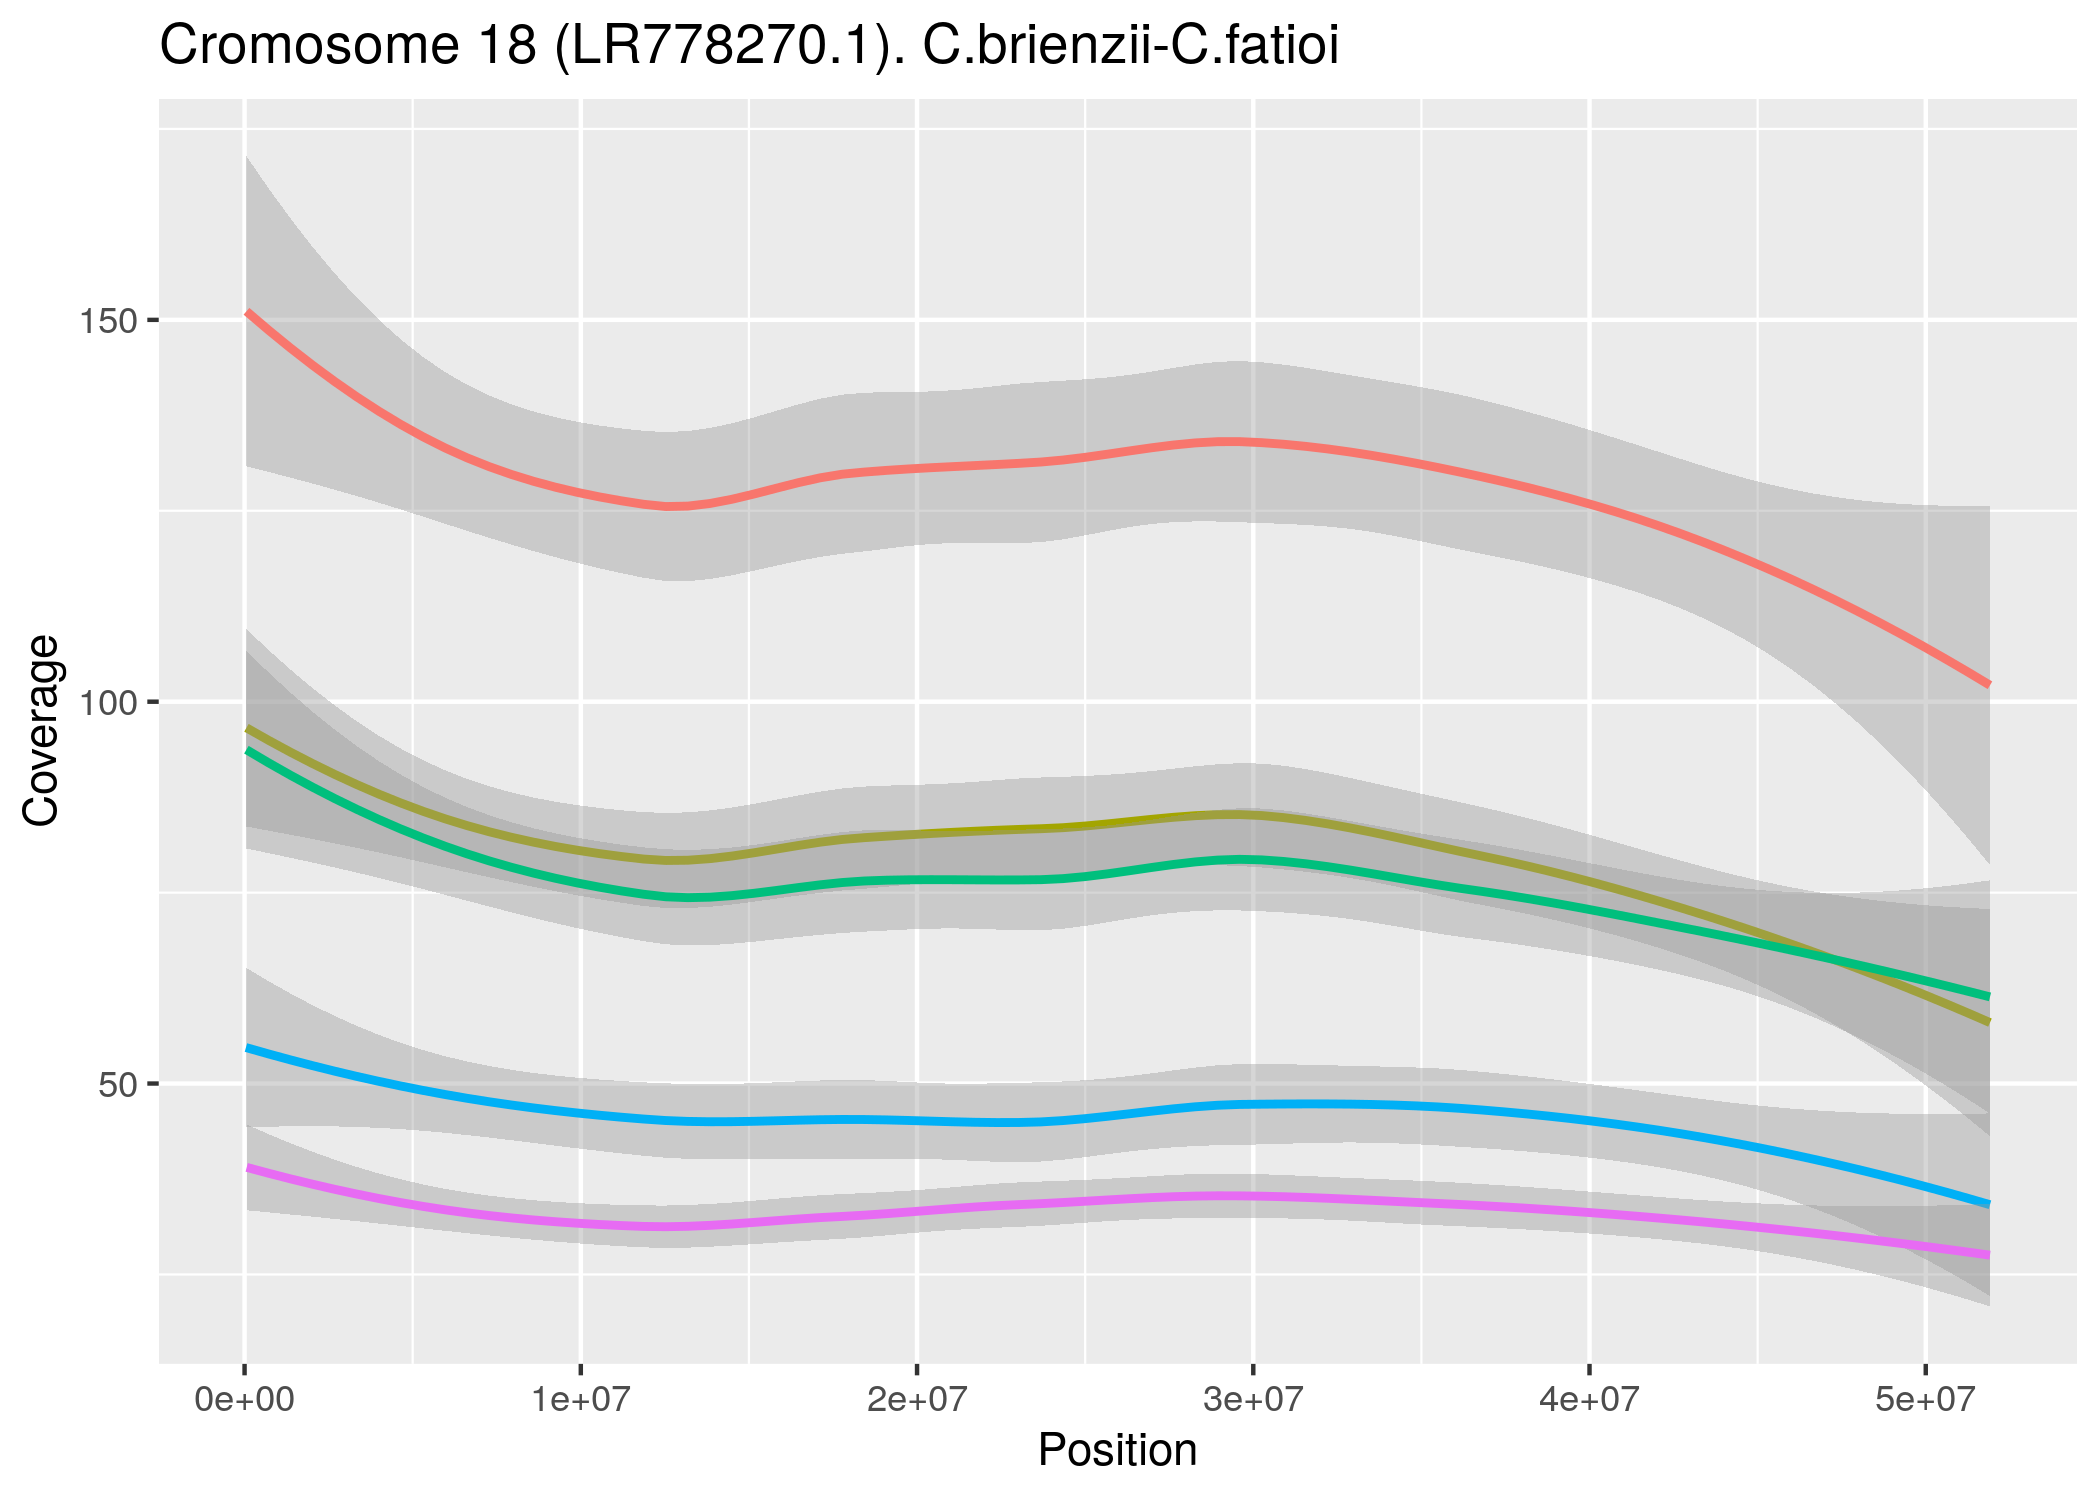 Cromosome 18 (LR778270.1). C.brienzii-C.fatioi
150
100
50
Coverage
0e+00 1e+07 2e+07 3e+07 4e+07 5e+07
Position